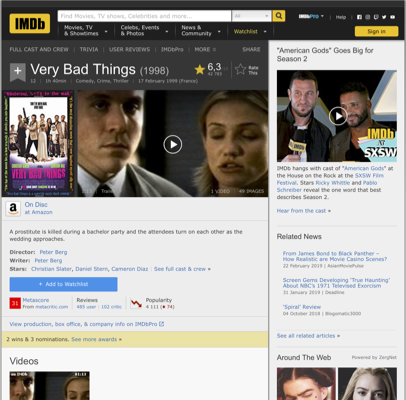 IMDb
Find Movies, TV shows, Celebrities and more...
All
IMDbPro
Help
Movies, TV
& Showtimes
Celebs, Events
& Photos
News &
Community
Watchlist
Sign in
FULL CAST AND CREW | TRIVIA | USER REVIEWS | IMDbPro | MORE
SHARE
Very Bad Things (1998)
6,3
Rate
This
12 | 1h 40min | Comedy, Crime, Thriller | 17 February 1999 (France)
VERY BAD THINGS
Trailer
1 VIDEO
49 IMAGES
On Disc
at Amazon
A prostitute is killed during a bachelor party and the attendees turn on each other as the
wedding approaches.
Director: Peter Berg
Writer: Peter Berg
Stars: Christian Slater, Daniel Stern, Cameron Diaz | See full cast & crew »
+ Add to Watchlist
31
Metascore
From metacritic.com
Reviews
465 user | 102 critic
Popularity
View production, box office, & company info on IMDbPro
2 wins & 3 nominations. See more awards »
Videos
"American Gods" Goes Big for
Season 2
IMDb
AT
SXSW
IMDb hangs with cast of "American Gods" at
the House on the Rock at the SXSW Film
Festival. Stars Ricky Whittle and Pablo
Schreiber reveal the one word that best
describes Season 2.
Hear from the cast »
Related News
From James Bond to Black Panther –
How Realistic are Movie Casino Scenes?
22 February 2019 | AsianMoviePulse
Screen Gems Developing 'True Haunting'
About NBC's 1971 Televised Exorcism
31 January 2019 | Deadline
'Spiral' Review
04 October 2018 | Blogomatic3000
See all related articles »
Around The Web
Powered by ZergNet